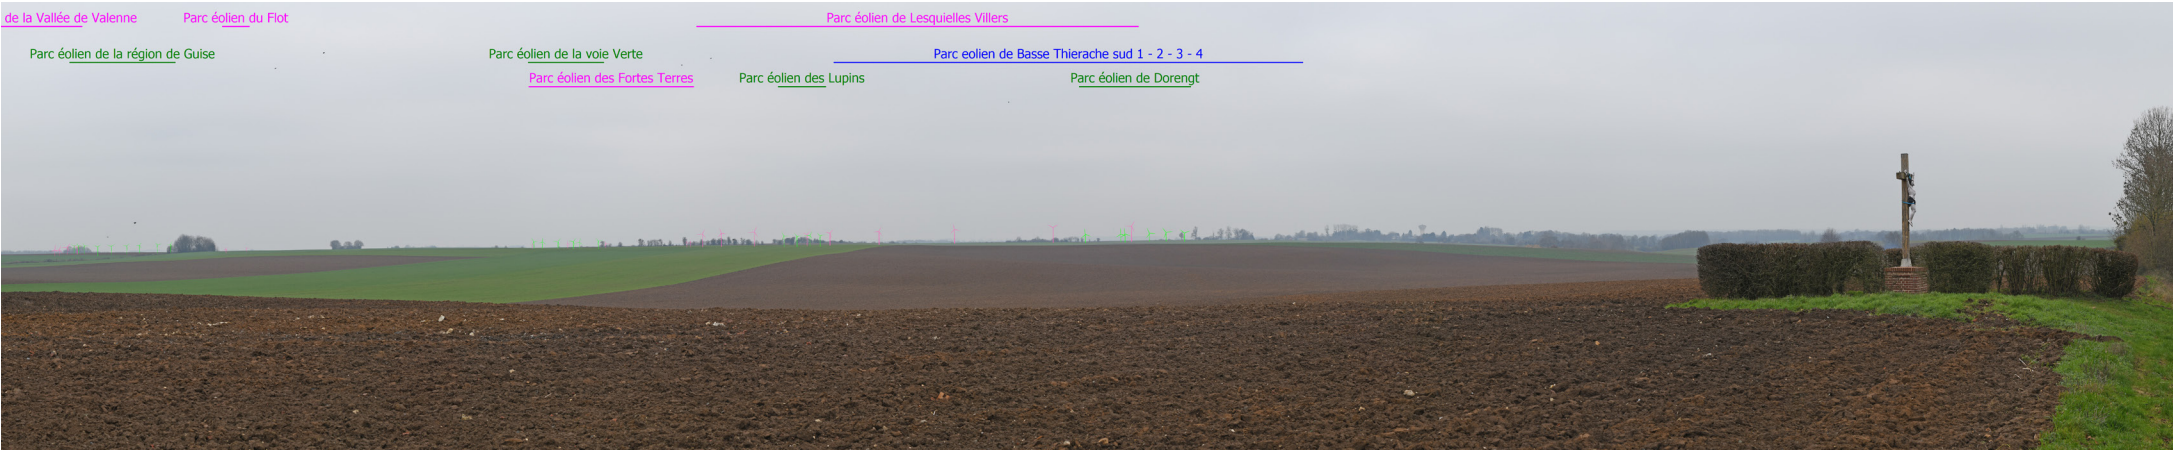 de la Vallée de Valenne
Parc éolien du Flot
Parc éolien de Lesquielles Villers
Parc éolien de la région de Guise
Parc éolien de la voie Verte
Parc eolien de Basse Thierache sud 1 - 2 - 3 - 4
Parc éolien des Fortes Terres
Parc éolien des Lupins
Parc éolien de Dorengt